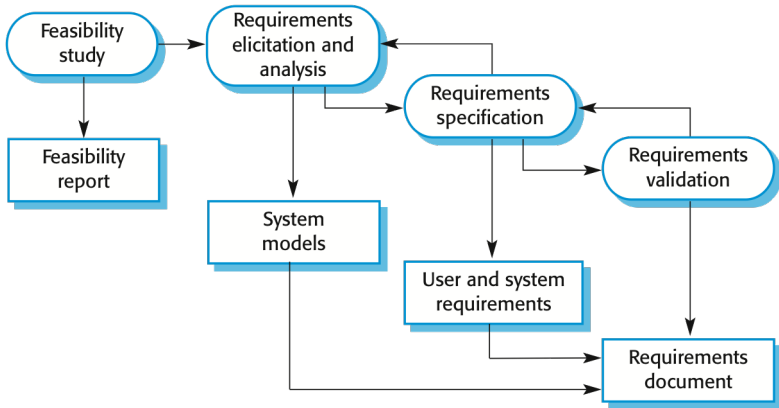 Feasibility
study
Requirements
elicitation and
analysis
Requirements
specification
Requirements
validation
Feasibility
report
System
models
User and system
requirements
Requirements
document